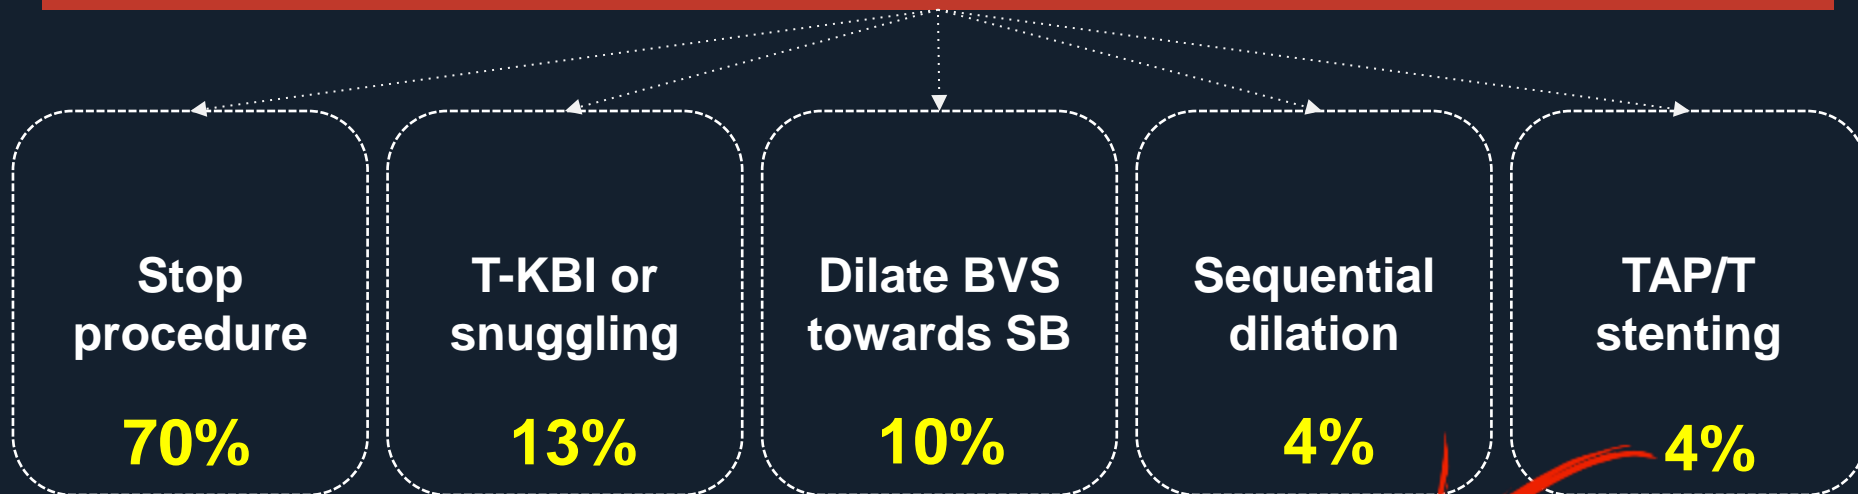 Stop
procedure
70%
T-KBI or
snuggling
13%
Dilate BVS
towards SB
10%
Sequential
dilation
4%
TAP/T
stenting
4%